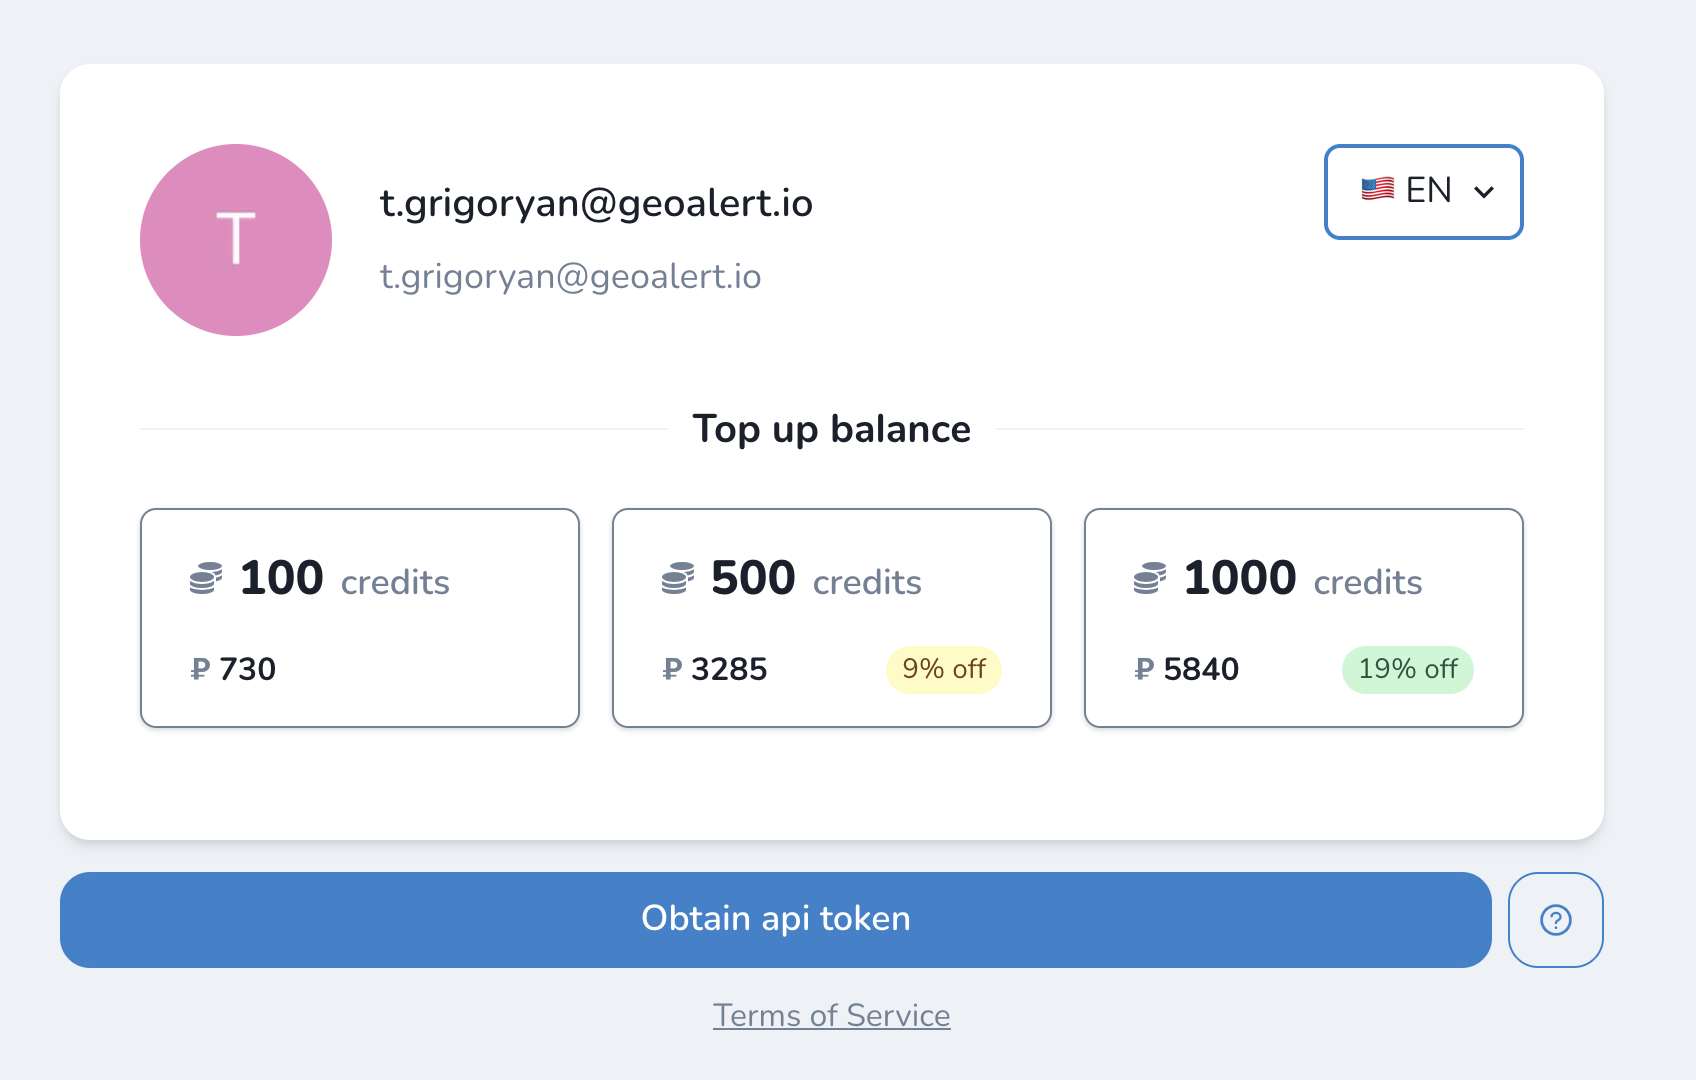 T
t.grigoryan@geoalert.io
t.grigoryan@geoalert.io
🇺🇸 EN
Top up balance
100 credits
₽ 730
500 credits
₽ 3285
9% off
1000 credits
₽ 5840
19% off
Obtain api token
?
Terms of Service